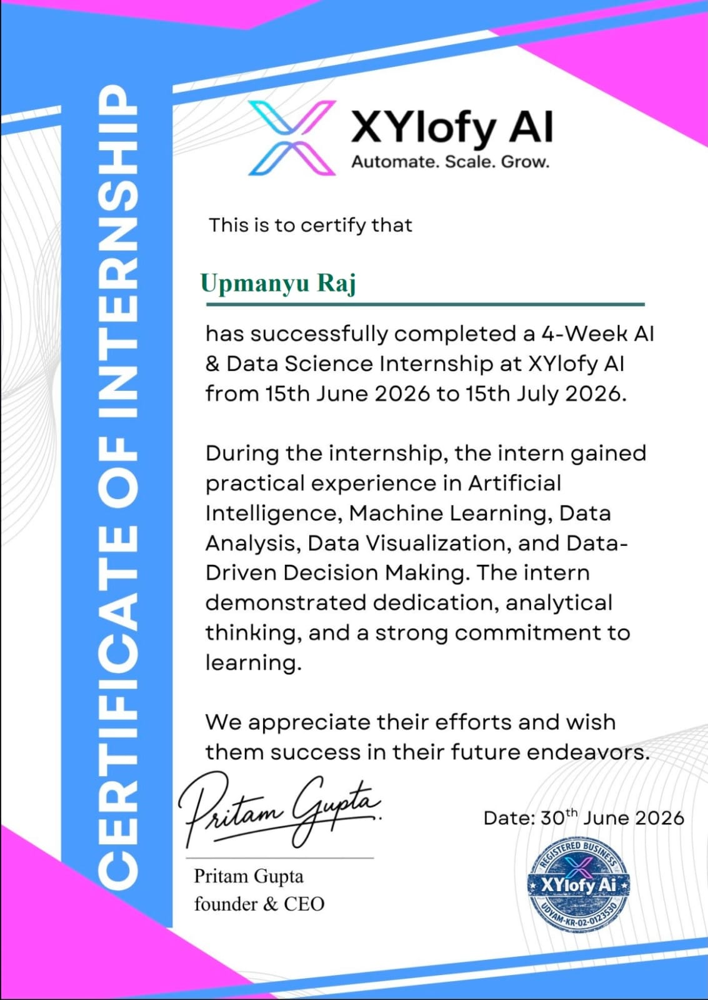 CERTIFICATE OF INTERNSHIP
XYlofy AI
Automate. Scale. Grow.
This is to certify that
Upmanyu Raj
has successfully completed a 4-Week AI
& Data Science Internship at XYlofy AI
from 15th June 2026 to 15th July 2026.
During the internship, the intern gained
practical experience in Artificial
Intelligence, Machine Learning, Data
Analysis, Data Visualization, and Data-
Driven Decision Making. The intern
demonstrated dedication, analytical
thinking, and a strong commitment to
learning.
We appreciate their efforts and wish
them success in their future endeavors.
Pritam Gupta
Date: 30th June 2026
Pritam Gupta
founder & CEO
REGISTERED BUSINESS
XYlofy Ai
UDYAM-KR-02-0123530